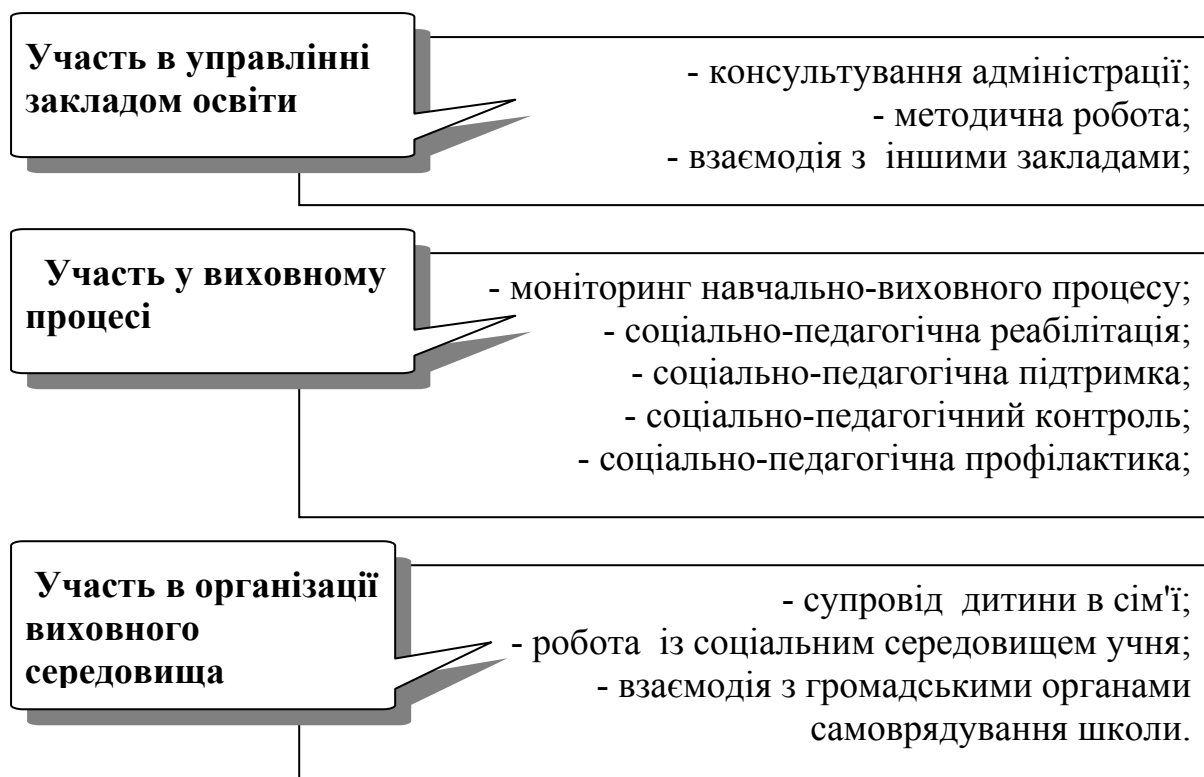 Участь в управлінні
закладом освіти
- консультування адміністрації;
- методична робота;
- взаємодія з іншими закладами;
Участь у виховному
процесі
- моніторинг навчально-виховного процесу;
- соціально-педагогічна реабілітація;
- соціально-педагогічна підтримка;
- соціально-педагогічний контроль;
- соціально-педагогічна профілактика;
Участь в організації
виховного
середовища
- супровід дитини в сім'ї;
- робота із соціальним середовищем учня;
- взаємодія з громадськими органами
самоврядування школи.